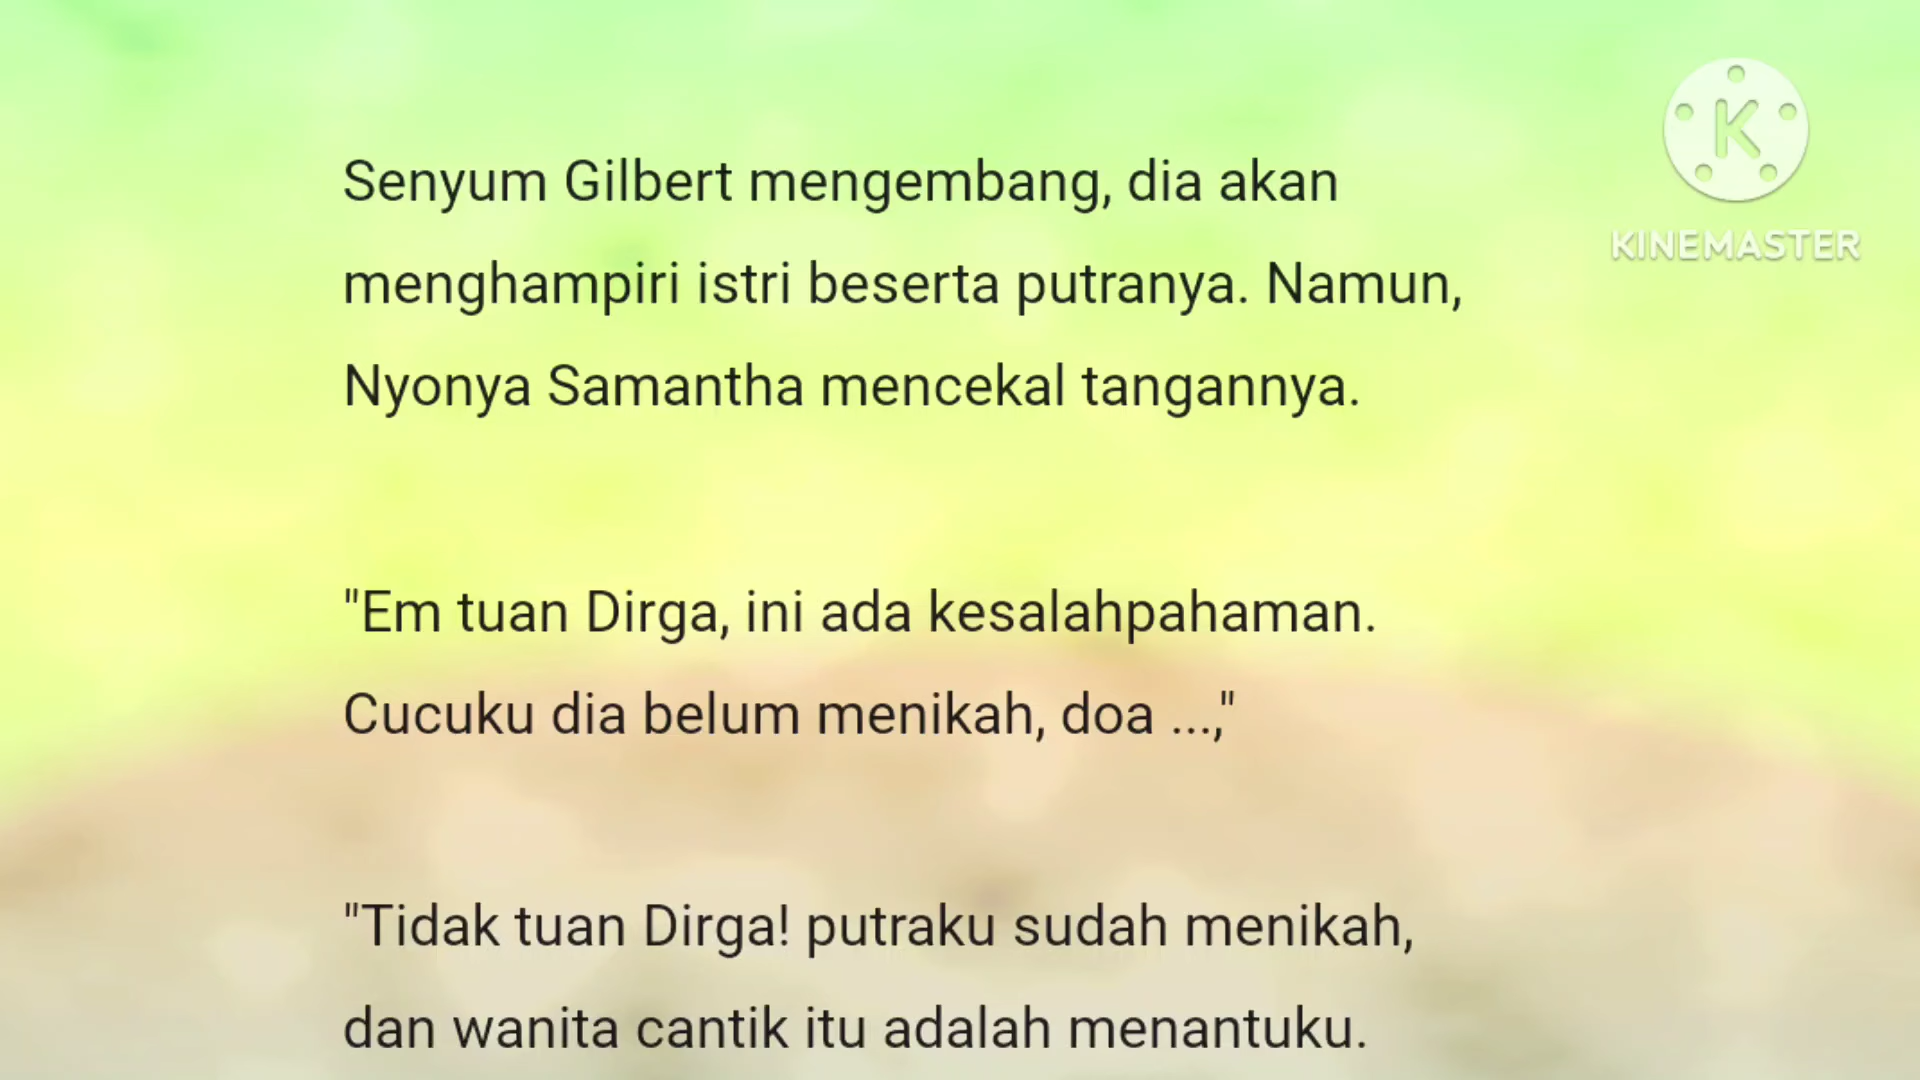 Senyum Gilbert mengembang, dia akan
menghampiri istri beserta putranya. Namun,
Nyonya Samantha mencekal tangannya.
"Em tuan Dirga, ini ada kesalahpahaman.
Cucuku dia belum menikah, doa ...,"
"Tidak tuan Dirga! putraku sudah menikah,
dan wanita cantik itu adalah menantuku.
K
KINEMASTER